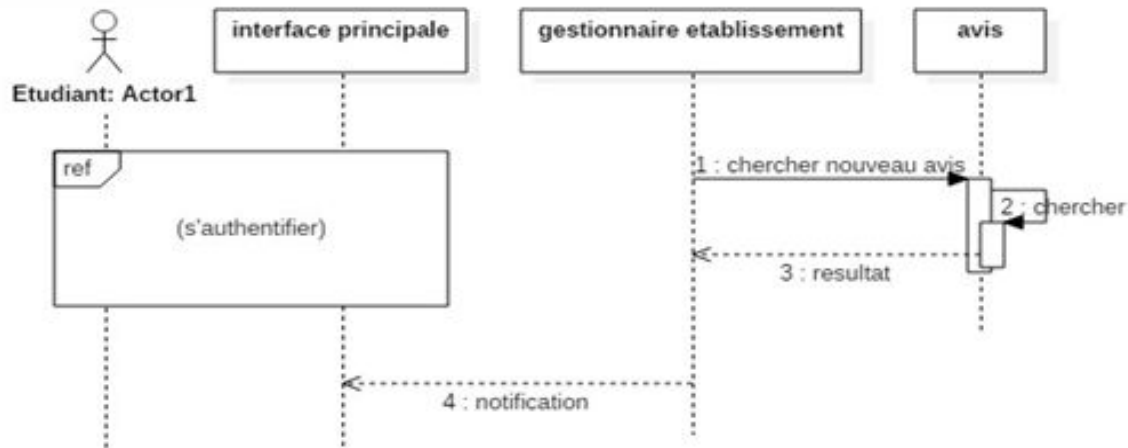 interface principale
gestionnaire etablissement
avis
Etudiant: Actor1
ref
(s'authentifier)
1 : chercher nouveau avis
2 : chercher
3 : resultat
4 : notification